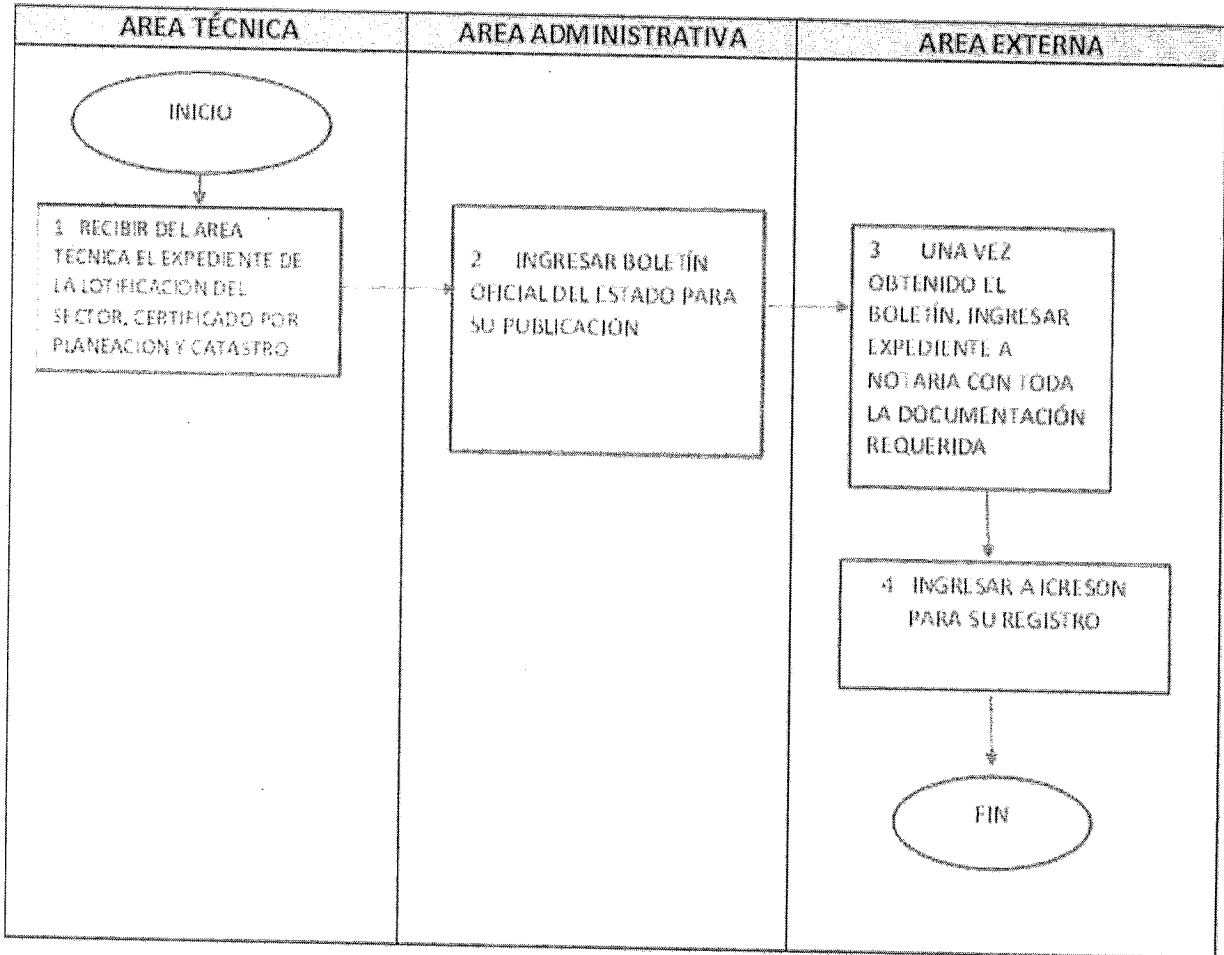 AREA TÉCNICA
AREA ADMINISTRATIVA
AREA EXTERNA
INICIO
1 RECIBIR DEL AREA
TECNICA EL EXPEDIENTE DE
LA LOTIFICACION DEL
SECTOR, CERTIFICADO POR
PLANEACION Y CATASTRO
2 INGRESAR BOLETÍN
OFICIAL DEL ESTADO PARA
SU PUBLICACIÓN
3 UNA VEZ
OBTENIDO EL
BOLETÍN, INGRESAR
EXPEDIENTE A
NOTARIA CON TODA
LA DOCUMENTACIÓN
REQUERIDA
4 INGRESAR A ICRESON
PARA SU REGISTRO
FIN